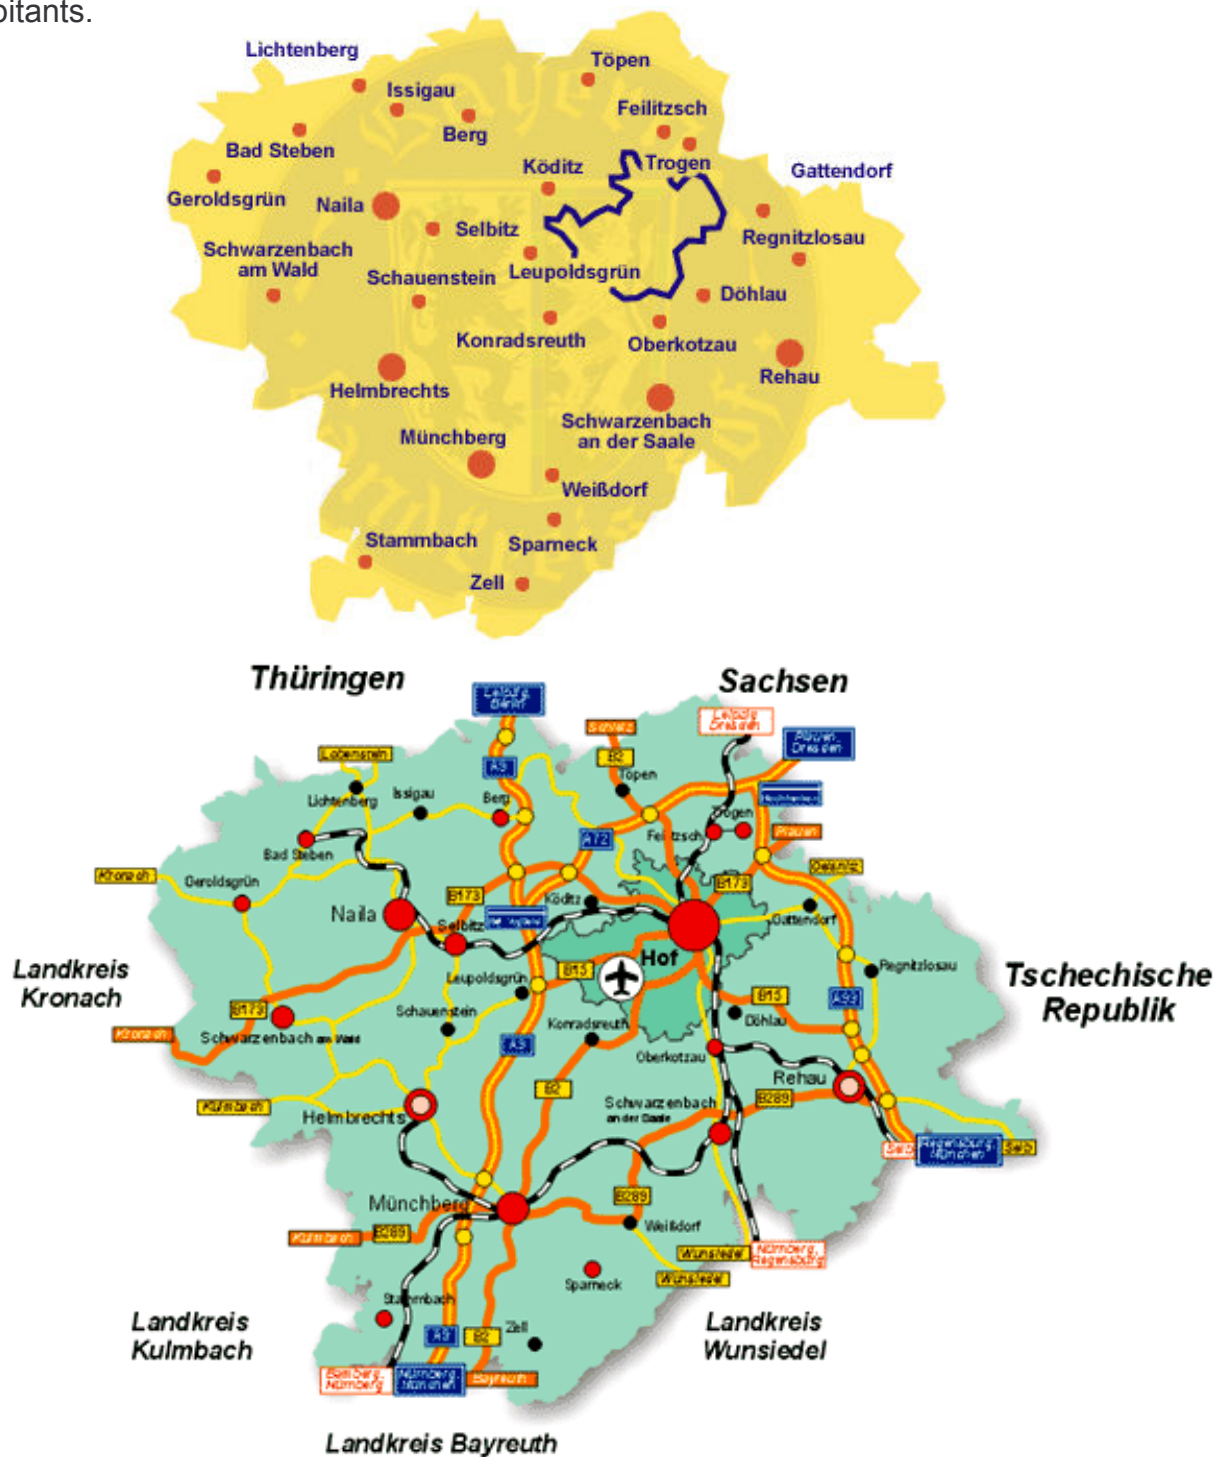 bitants.
Lichtenberg
Töpen
Issigau
Feilitzsch
Berg
Bad Steben
Trogen
Ködtiz
Gattendorf
Geroldsgrün
Naila
Selbitz
Regnitzlosau
Schwarzenbach
am Wald
Schauenstein
Leupoldsgrün
Döhlau
Konradsreuth
Oberkotzau
Rehau
Helmbrechts
Schwarzenbach
an der Saale
Münchberg
Weißdorf
Stammbach
Sparneck
Zell
Thüringen
Sachsen
Leipzig
Berlin
Leipzig
Dresden
Schleiz
Plauen,
Dresden
Lobenstein
B2
A9
Töpen
Lichtenberg
Issigau
Berg
Trogen
Plauen
A72
Feilitzsch
Bad Steben
Kronach
Geroldsgrün
B173
B173
Naila
Köditz
Gattendorf
Selbitz
Hof
Landkreis
Kronach
Leupoldsgrün
B15
Regnitzlosau
Tschechische
Republik
B173
Schauenstein
B15
A93
Kronach
Schwarzenbach am Wald
Konradsreuth
Döhlau
A9
Oberkotzau
Rehau
B2
Kulmbach
Helmbrechts
Schwarzenbach
an der Saale
B289
Selb
Regensburg,
München
Selb
Münchberg
B289
Kulmbach
B289
Weißdorf
Wunsiedel
Nürnberg,
Regensburg
Sparneck
Wunsiedel
Stammbach
Landkreis
Kulmbach
Landkreis
Wunsiedel
A9
B2
Zell
Bamberg,
Nürnberg
Nürnberg,
München
Bayreuth
Landkreis Bayreuth